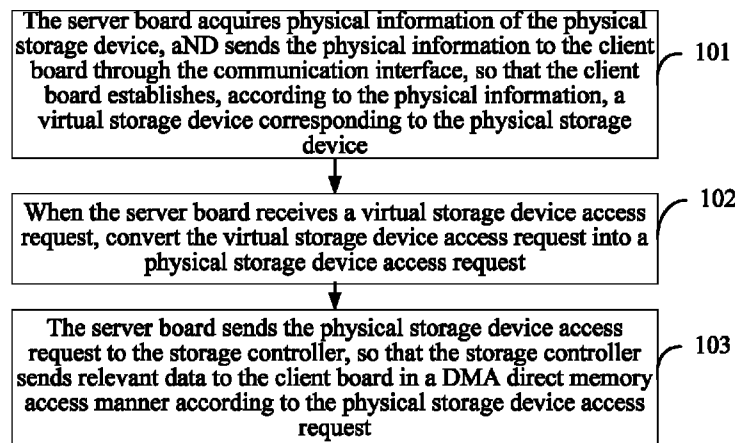 The server board acquires physical information of the physical
storage device, aND sends the physical information to the client
board through the communication interface, so that the client
board establishes, according to the physical information, a
virtual storage device corresponding to the physical storage
device
101
When the server board receives a virtual storage device access
request, convert the virtual storage device access request into a
physical storage device access request
102
The server board sends the physical storage device access
request to the storage controller, so that the storage controller
sends relevant data to the client board in a DMA direct memory
access manner according to the physical storage device access
request
103